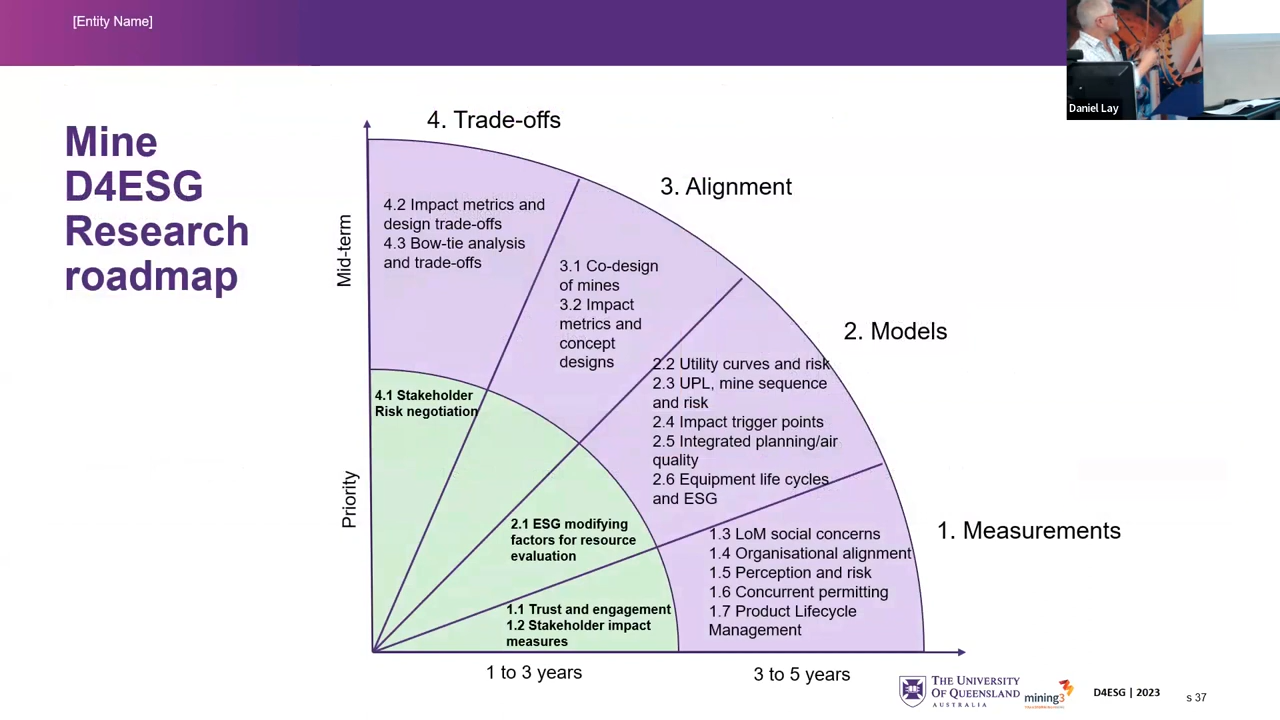 [Entity Name]
Daniel Lay
Mine
D4ESG
Research
roadmap
4. Trade-offs
3. Alignment
2. Models
1. Measurements
Mid-term
Priority
4.2 Impact metrics and
design trade-offs
4.3 Bow-tie analysis
and trade-offs
3.1 Co-design
of mines
3.2 Impact
metrics and
concept
designs
2.2 Utility curves and risk
2.3 UPL, mine sequence
and risk
2.4 Impact trigger points
2.5 Integrated planning/air
quality
2.6 Equipment life cycles
and ESG
1.3 LoM social concerns
1.4 Organisational alignment
1.5 Perception and risk
1.6 Concurrent permitting
1.7 Product Lifecycle
Management
4.1 Stakeholder
Risk negotiation
2.1 ESG modifying
factors for resource
evaluation
1.1 Trust and engagement
1.2 Stakeholder impact
measures
1 to 3 years
3 to 5 years
THE UNIVERSITY
OF QUEENSLAND
AUSTRALIA
mining3
D4ESG | 2023
s 37